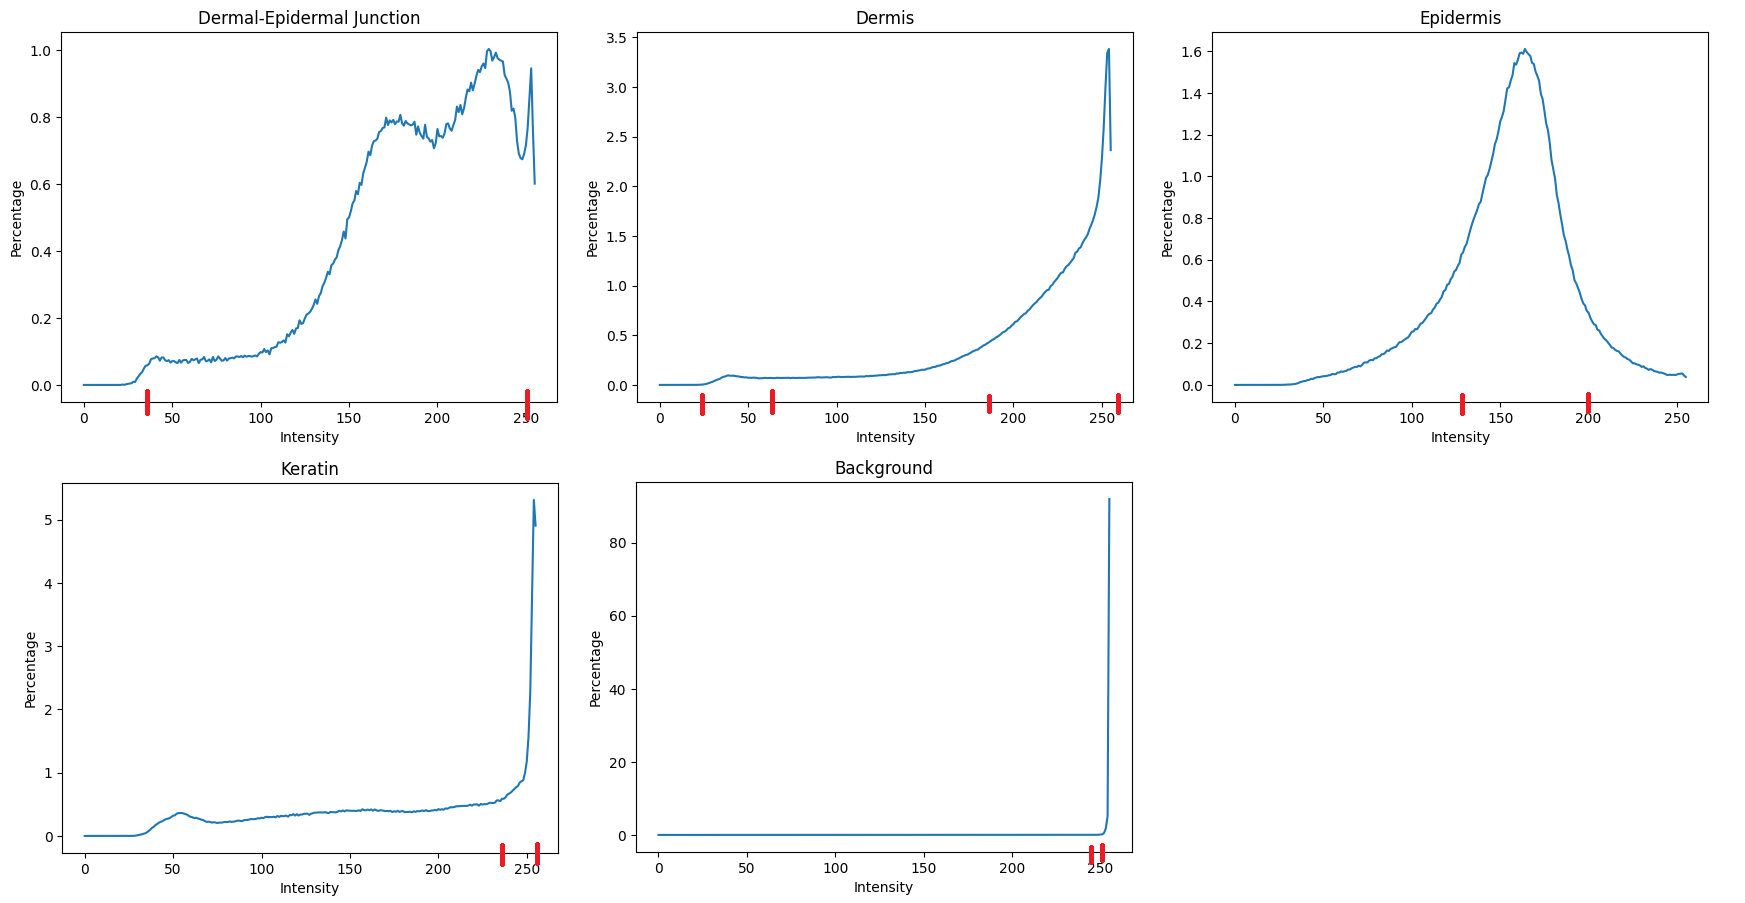 Dermal-Epidermal Junction
1.0
0.8
0.6
0.4
0.2
0.0
Percentage
0 50 100 150 200 250
Intensity
Dermis
3.5
3.0
2.5
2.0
1.5
1.0
0.5
0.0
Percentage
0 50 100 150 200 250
Intensity
Epidermis
1.6
1.4
1.2
1.0
0.8
0.6
0.4
0.2
0.0
Percentage
0 50 100 150 200 250
Intensity
Keratin
5
4
3
2
1
0
Percentage
0 50 100 150 200 250
Intensity
Background
80
60
40
20
0
Percentage
0 50 100 150 200 250
Intensity